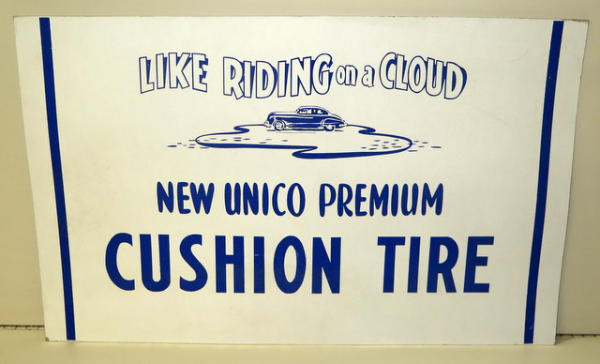 LIKE RIDING on a CLOUD
NEW UNICO PREMIUM
CUSHION TIRE